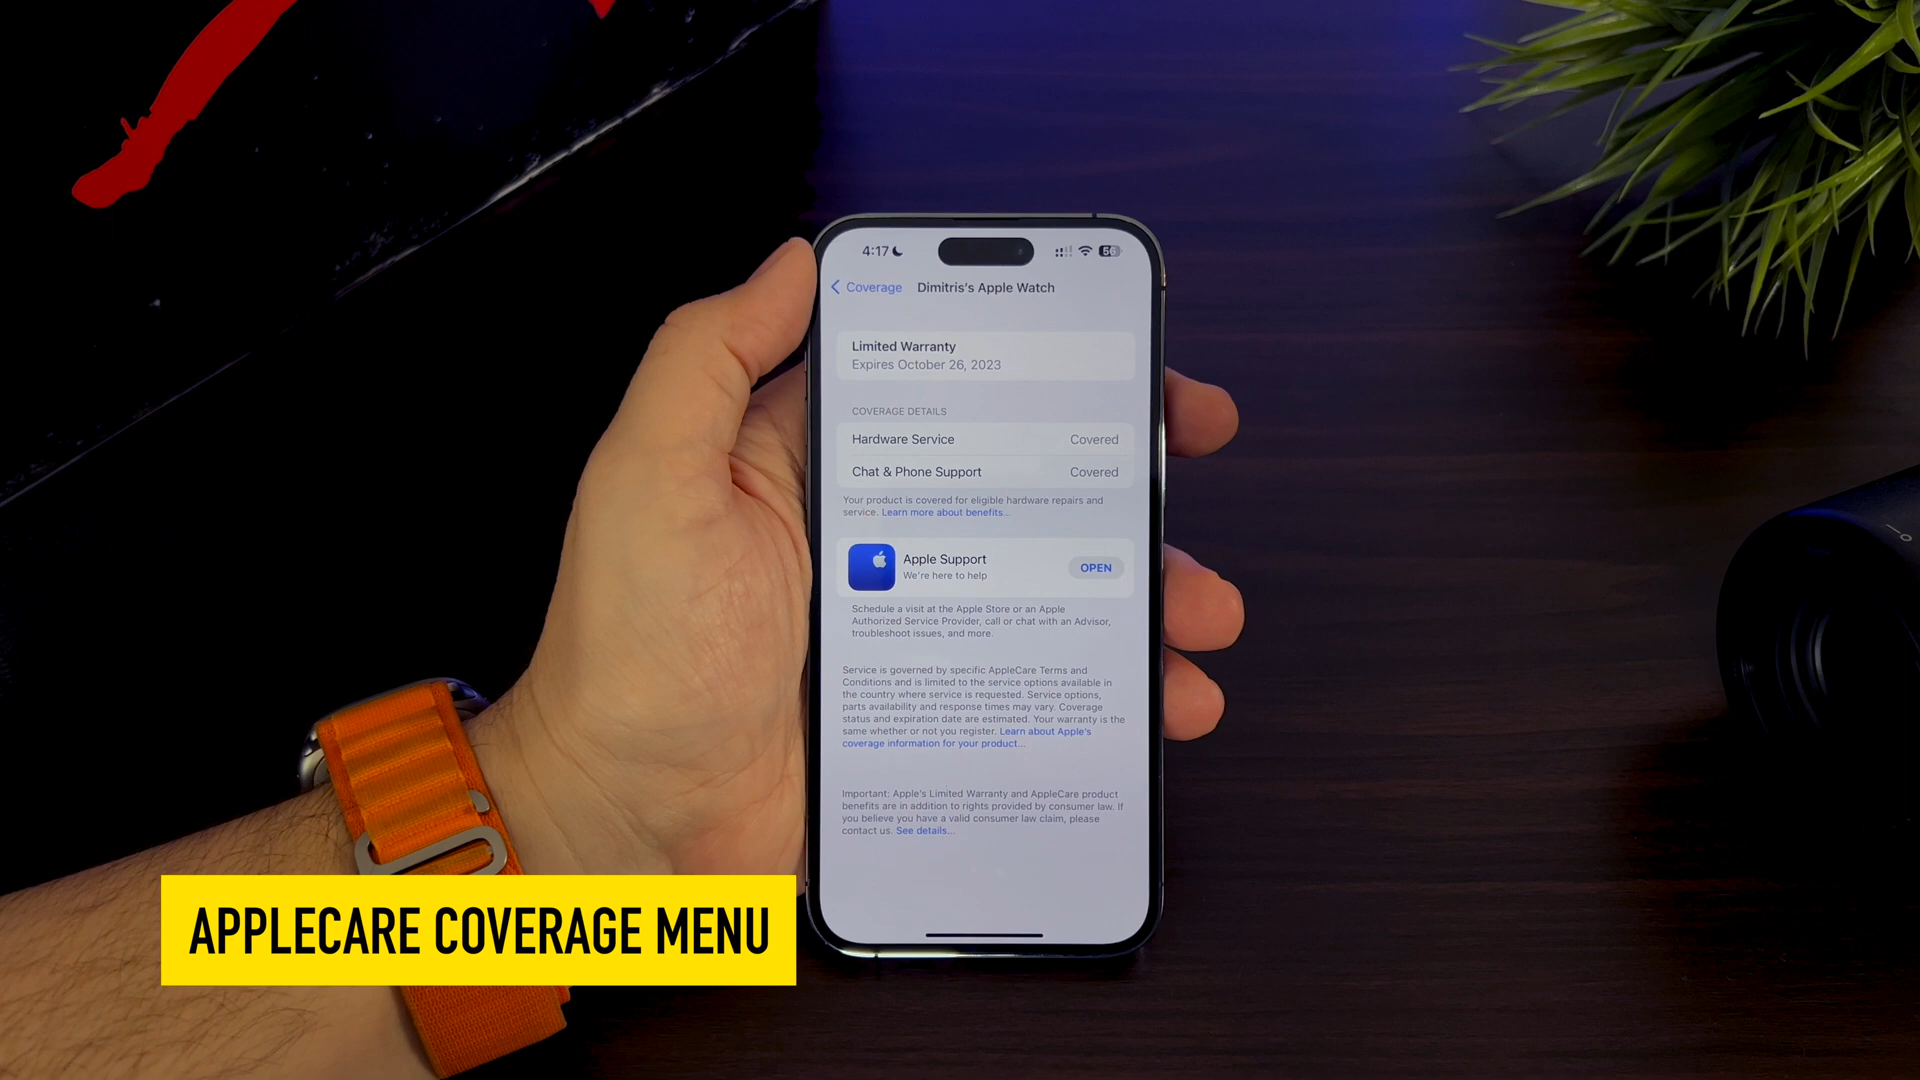 4:17
56
Coverage
Dimitris's Apple Watch
Limited Warranty
Expires October 26, 2023
COVERAGE DETAILS
Hardware Service Covered
Chat & Phone Support Covered
Your product is covered for eligible hardware repairs and
service. Learn more about benefits...
Apple Support
We're here to help
OPEN
Schedule a visit at the Apple Store or an Apple
Authorized Service Provider, call or chat with an Advisor,
troubleshoot issues, and more.
Service is governed by specific AppleCare Terms and
Conditions and is limited to the service options available in
the country where service is requested. Service options,
parts availability and response times may vary. Coverage
status and expiration date are estimated. Your warranty is the
same whether or not you register. Learn about Apple's
coverage information for your product...
Important: Apple's Limited Warranty and AppleCare product
benefits are in addition to rights provided by consumer law. If
you believe you have a valid consumer law claim, please
contact us. See details...
APPLECARE COVERAGE MENU